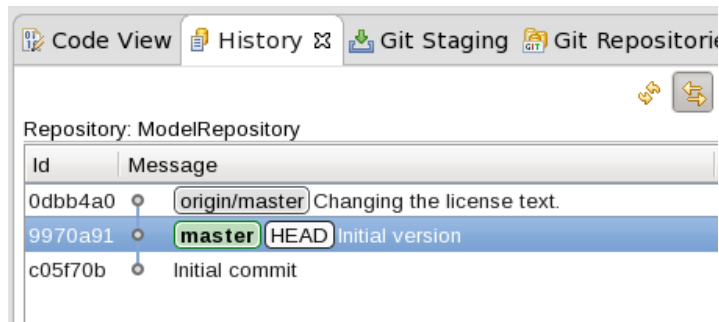 Code View History Git Staging Git Repositorie
Repository: ModelRepository
Id Message
0dbb4a0 origin/master Changing the license text.
9970a91 master HEAD Initial version
c05f70b Initial commit